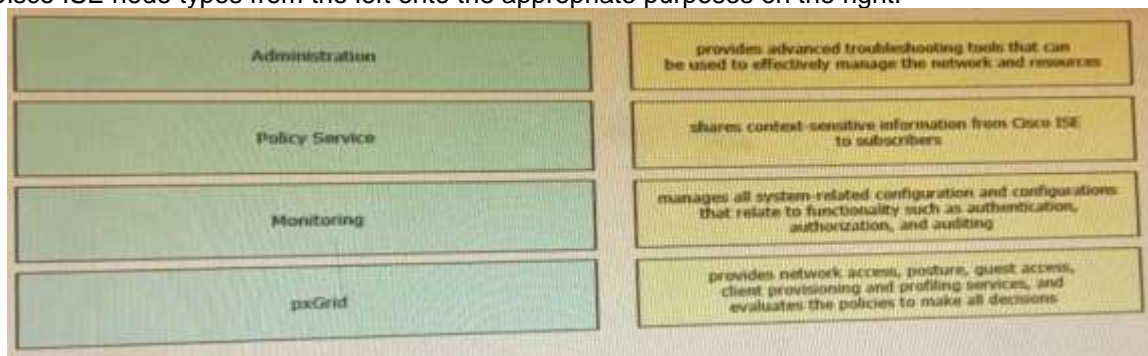 Cisco ISE node types from the left onto the appropriate purposes on the right.
Administration
provides advanced troubleshooting tools that can
be used to effectively manage the network and resources
Policy Service
shares context-sensitive information from Cisco ISE
to subscribers
Monitoring
manages all system-related configuration and configurations
that relate to functionality such as authentication,
authorization, and auditing
pxGrid
provides network access, posture, guest access,
client provisioning and profiling services, and
evaluates the policies to make all decisions